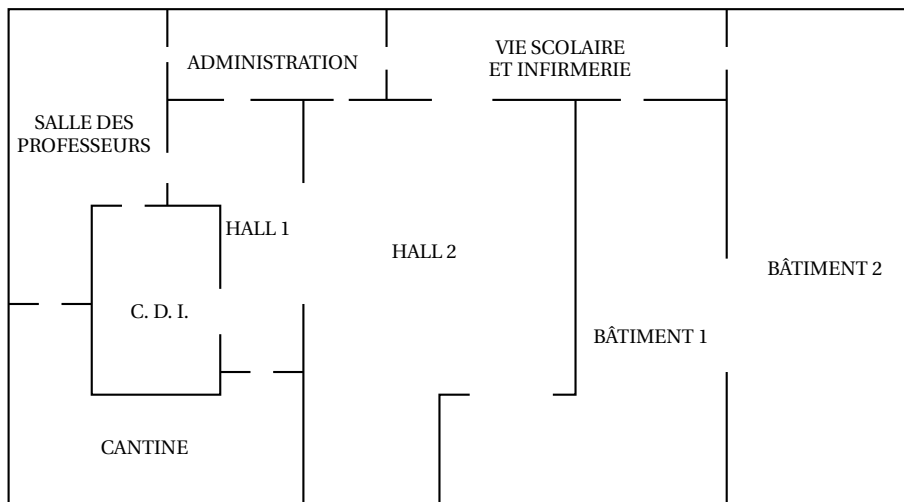 ADMINISTRATION
VIE SCOLAIRE
ET INFIRMERIE
SALLE DES
PROFESSEURS
HALL 1
HALL 2
BÂTIMENT 2
C. D. I.
BÂTIMENT 1
CANTINE